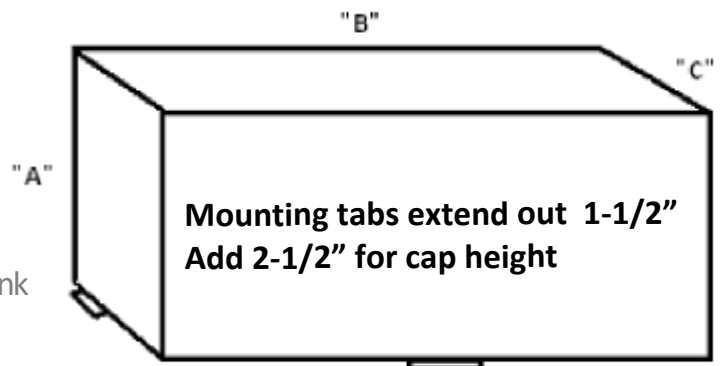 "B"
"C"
"A"
Mounting tabs extend out 1-1/2”
Add 2-1/2” for cap height
nk